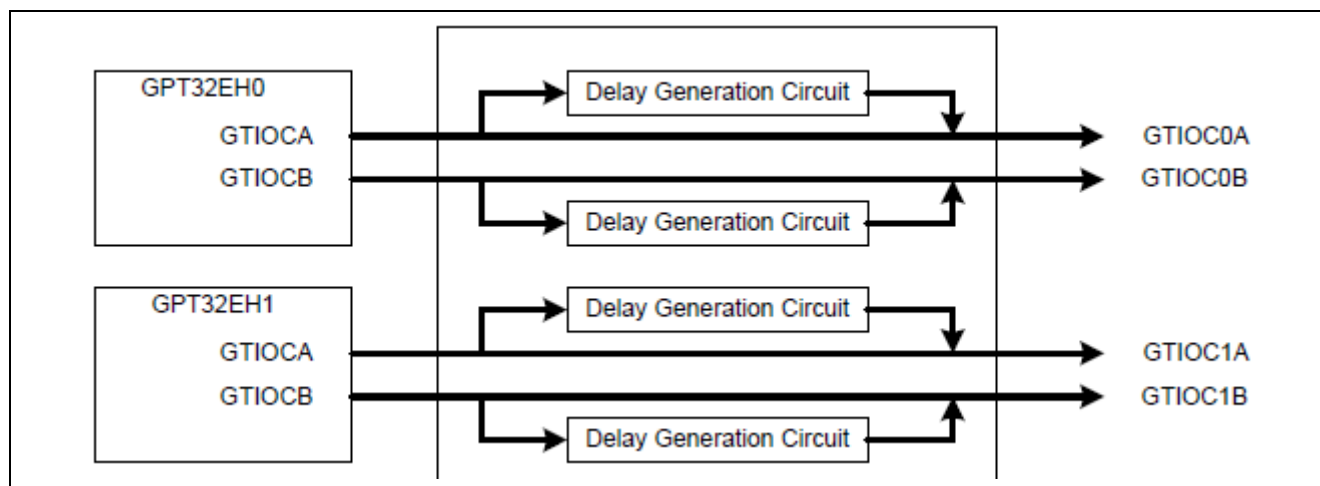 GPT32EH0
Delay Generation Circuit
GTIOCA
GTIOC0A
GTIOCB
GTIOC0B
Delay Generation Circuit
GPT32EH1
Delay Generation Circuit
GTIOCA
GTIOC1A
GTIOCB
GTIOC1B
Delay Generation Circuit